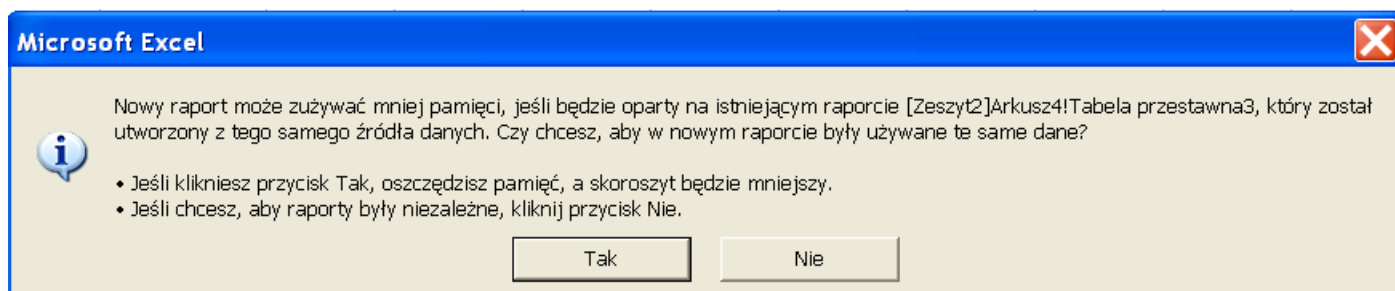 Microsoft Excel
Nowy raport może zużywać mniej pamięci, jeśli będzie oparty na istniejącym raporcie [Zeszyt2]Arkusz4!Tabela przestawna3, który został
utworzony z tego samego źródła danych. Czy chcesz, aby w nowym raporcie były używane te same dane?
• Jeśli klikniesz przycisk Tak, oszczędzisz pamięć, a skoroszyt będzie mniejszy.
• Jeśli chcesz, aby raporty były niezależne, kliknij przycisk Nie.
Tak Nie